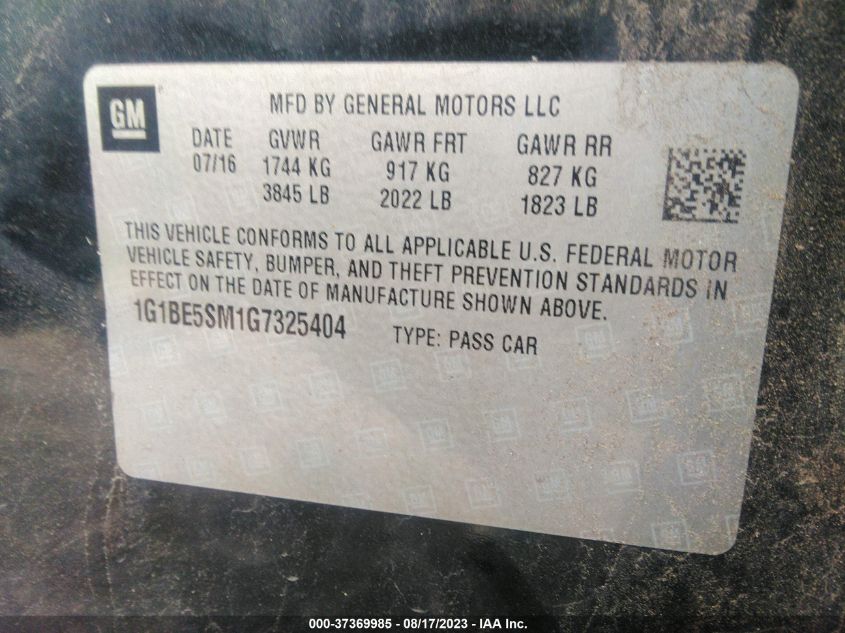 GM
MFD BY GENERAL MOTORS LLC
DATE GVWR GAWR FRT GAWR RR
07/16 1744 KG 917 KG 827 KG
3845 LB 2022 LB 1823 LB
THIS VEHICLE CONFORMS TO ALL APPLICABLE U.S. FEDERAL MOTOR
VEHICLE SAFETY, BUMPER, AND THEFT PREVENTION STANDARDS IN
EFFECT ON THE DATE OF MANUFACTURE SHOWN ABOVE.
1G1BE5SM1G7325404 TYPE: PASS CAR
000-37369985 - 08/17/2023 - IAA Inc.